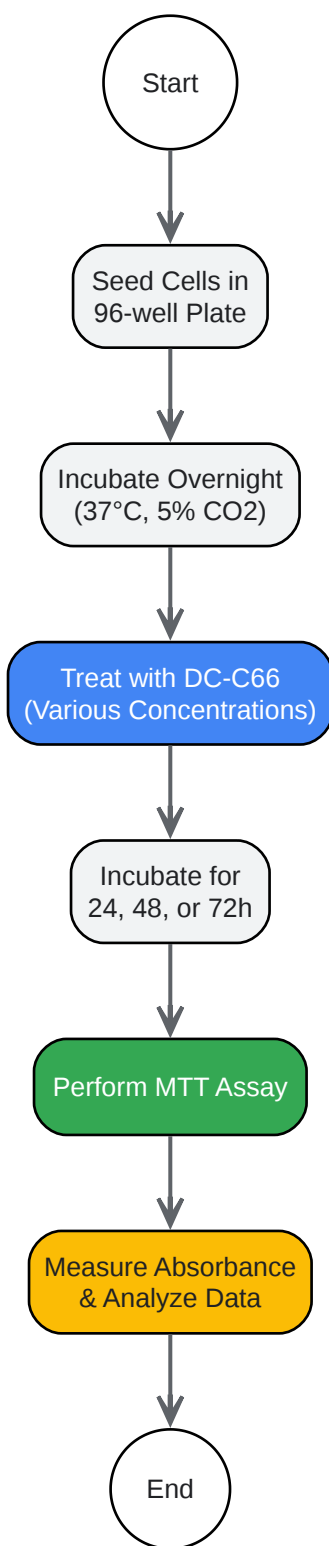 Start
Seed Cells in
96-well Plate
Incubate Overnight
(37°C, 5% CO2)
Treat with DC-C66
(Various Concentrations)
Incubate for
24, 48, or 72h
Perform MTT Assay
Measure Absorbance
& Analyze Data
End